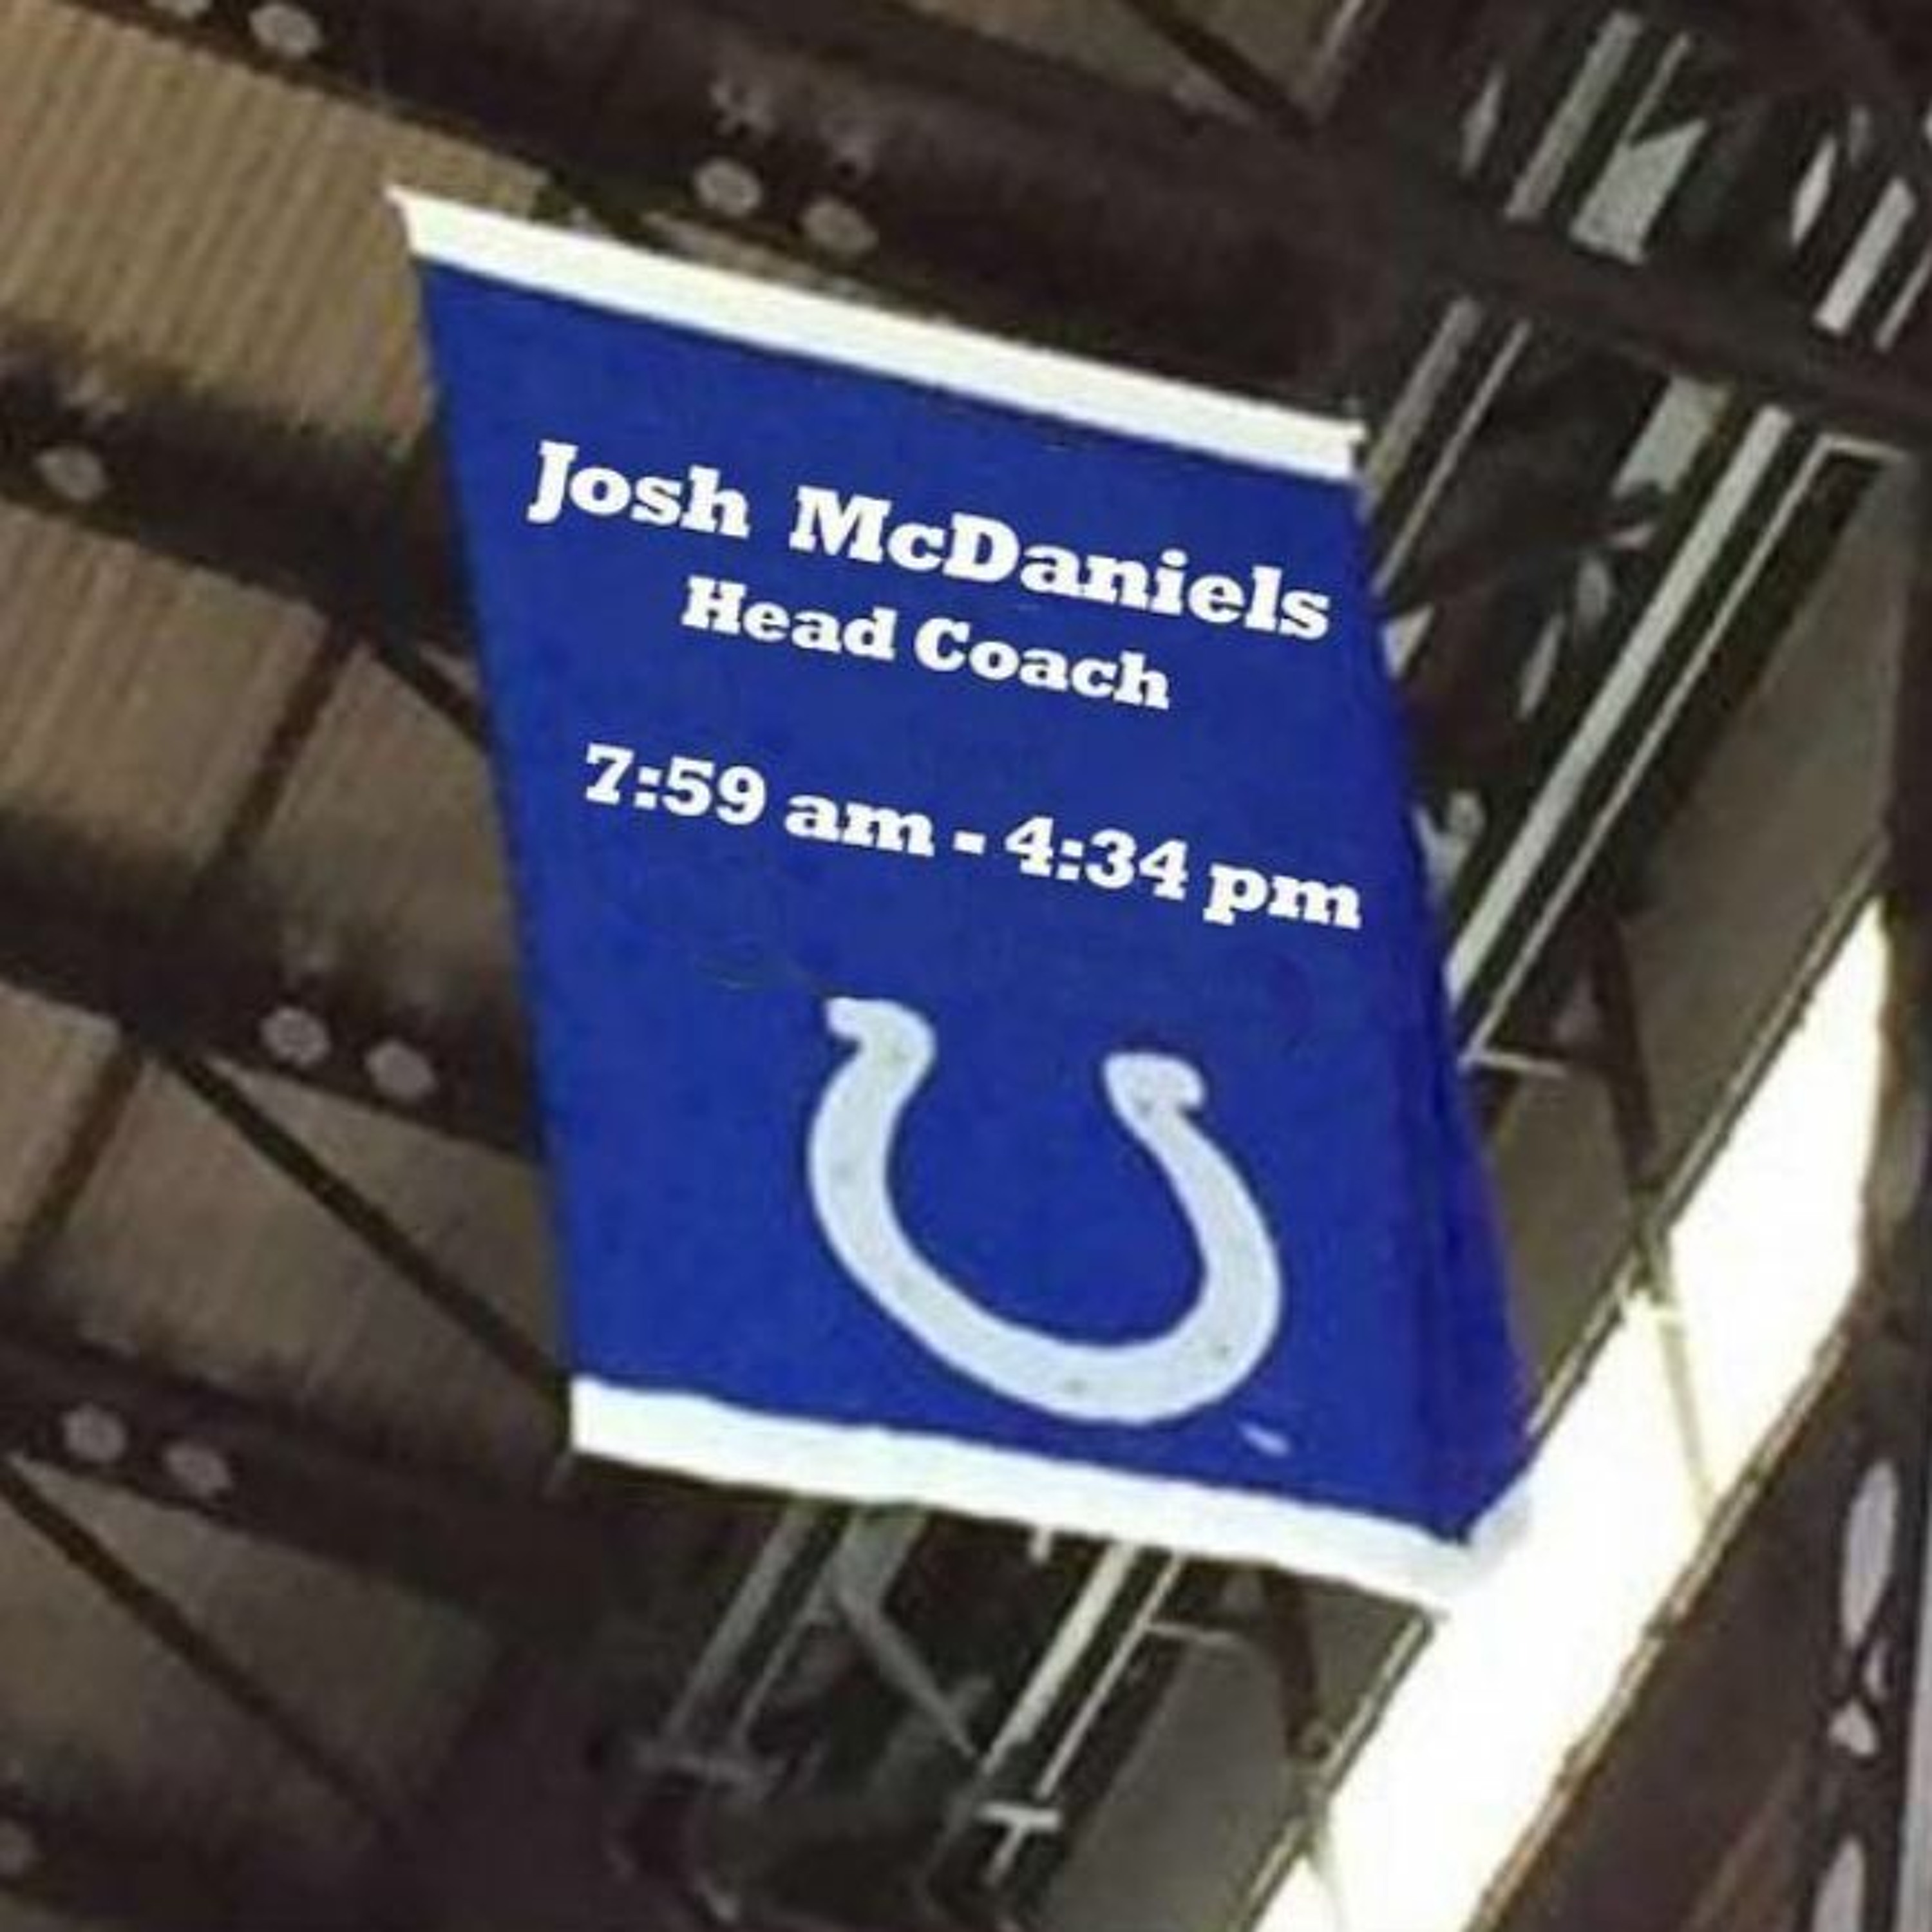 Josh McDaniels
Head Coach
7:59 am - 4:34 pm